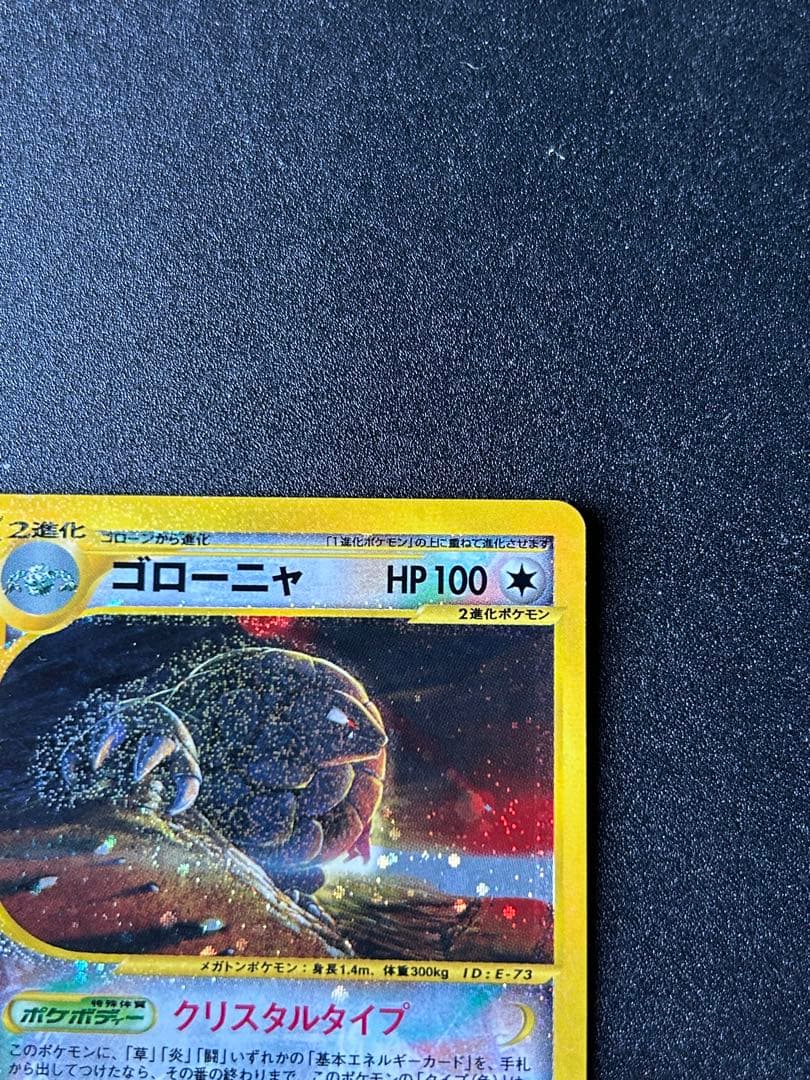 2進化 ゴローンから進化 「1進化ポケモン」の上に重ねて進化させます
ゴローニャ HP100
2進化ポケモン
メガトンポケモン：身長1.4m、体重300kg ID：E-73
特殊体質
ポケボディー クリスタルタイプ
このポケモンに、「草」「炎」「闘」いずれかの「基本エネルギーカード」を、手札
から出してつけたなら、その番の終わりまで、このポケモンの「タイプ(色)」は